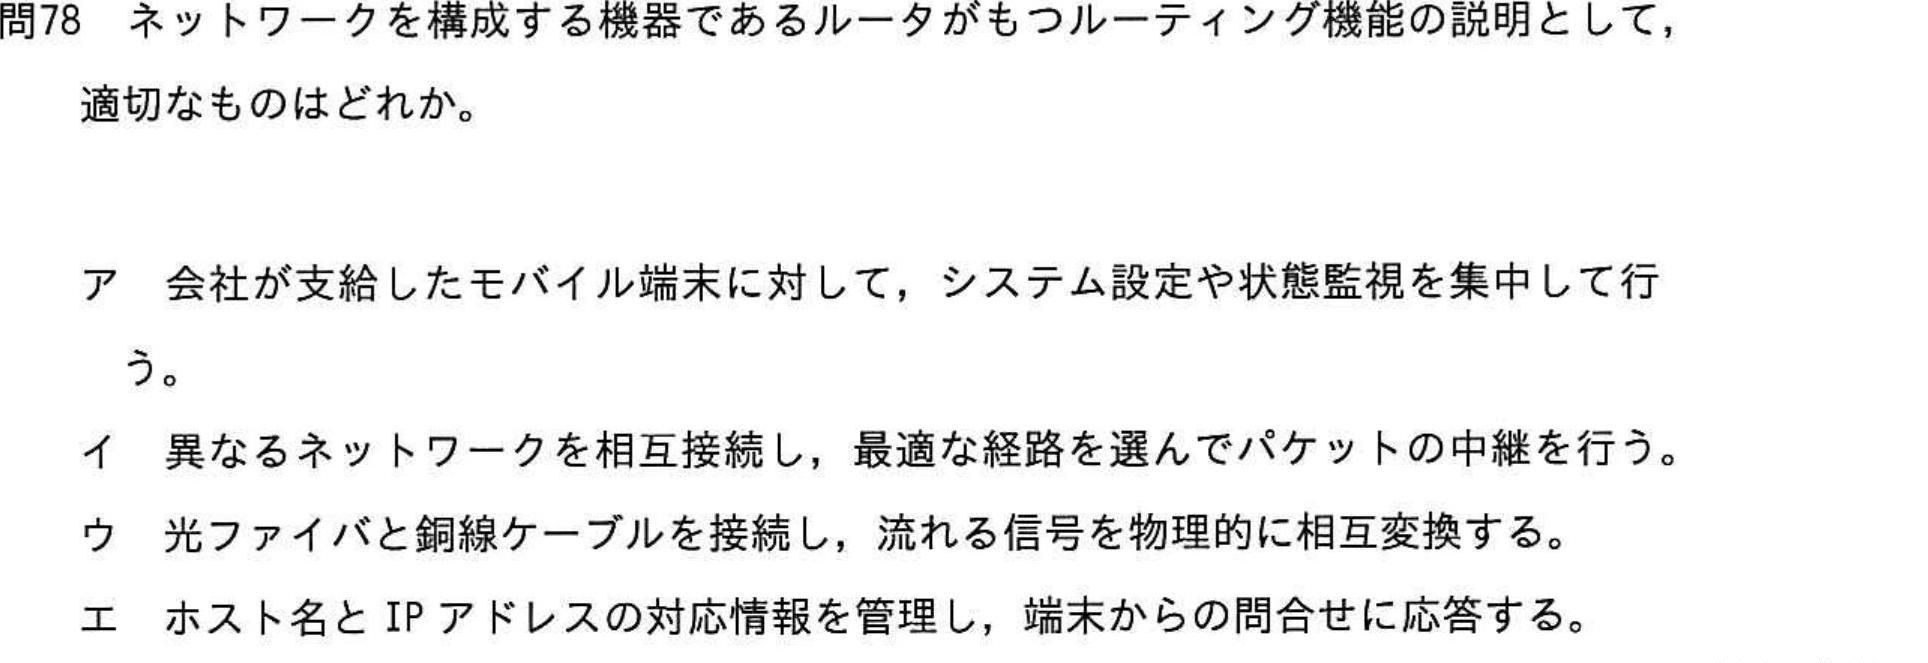 問78　ネットワークを構成する機器であるルータがもつルーティング機能の説明として，
適切なものはどれか。
ア　会社が支給したモバイル端末に対して，システム設定や状態監視を集中して行
う。
イ　異なるネットワークを相互接続し，最適な経路を選んでパケットの中継を行う。
ウ　光ファイバと銅線ケーブルを接続し，流れる信号を物理的に相互変換する。
エ　ホスト名と IP アドレスの対応情報を管理し，端末からの問合せに応答する。